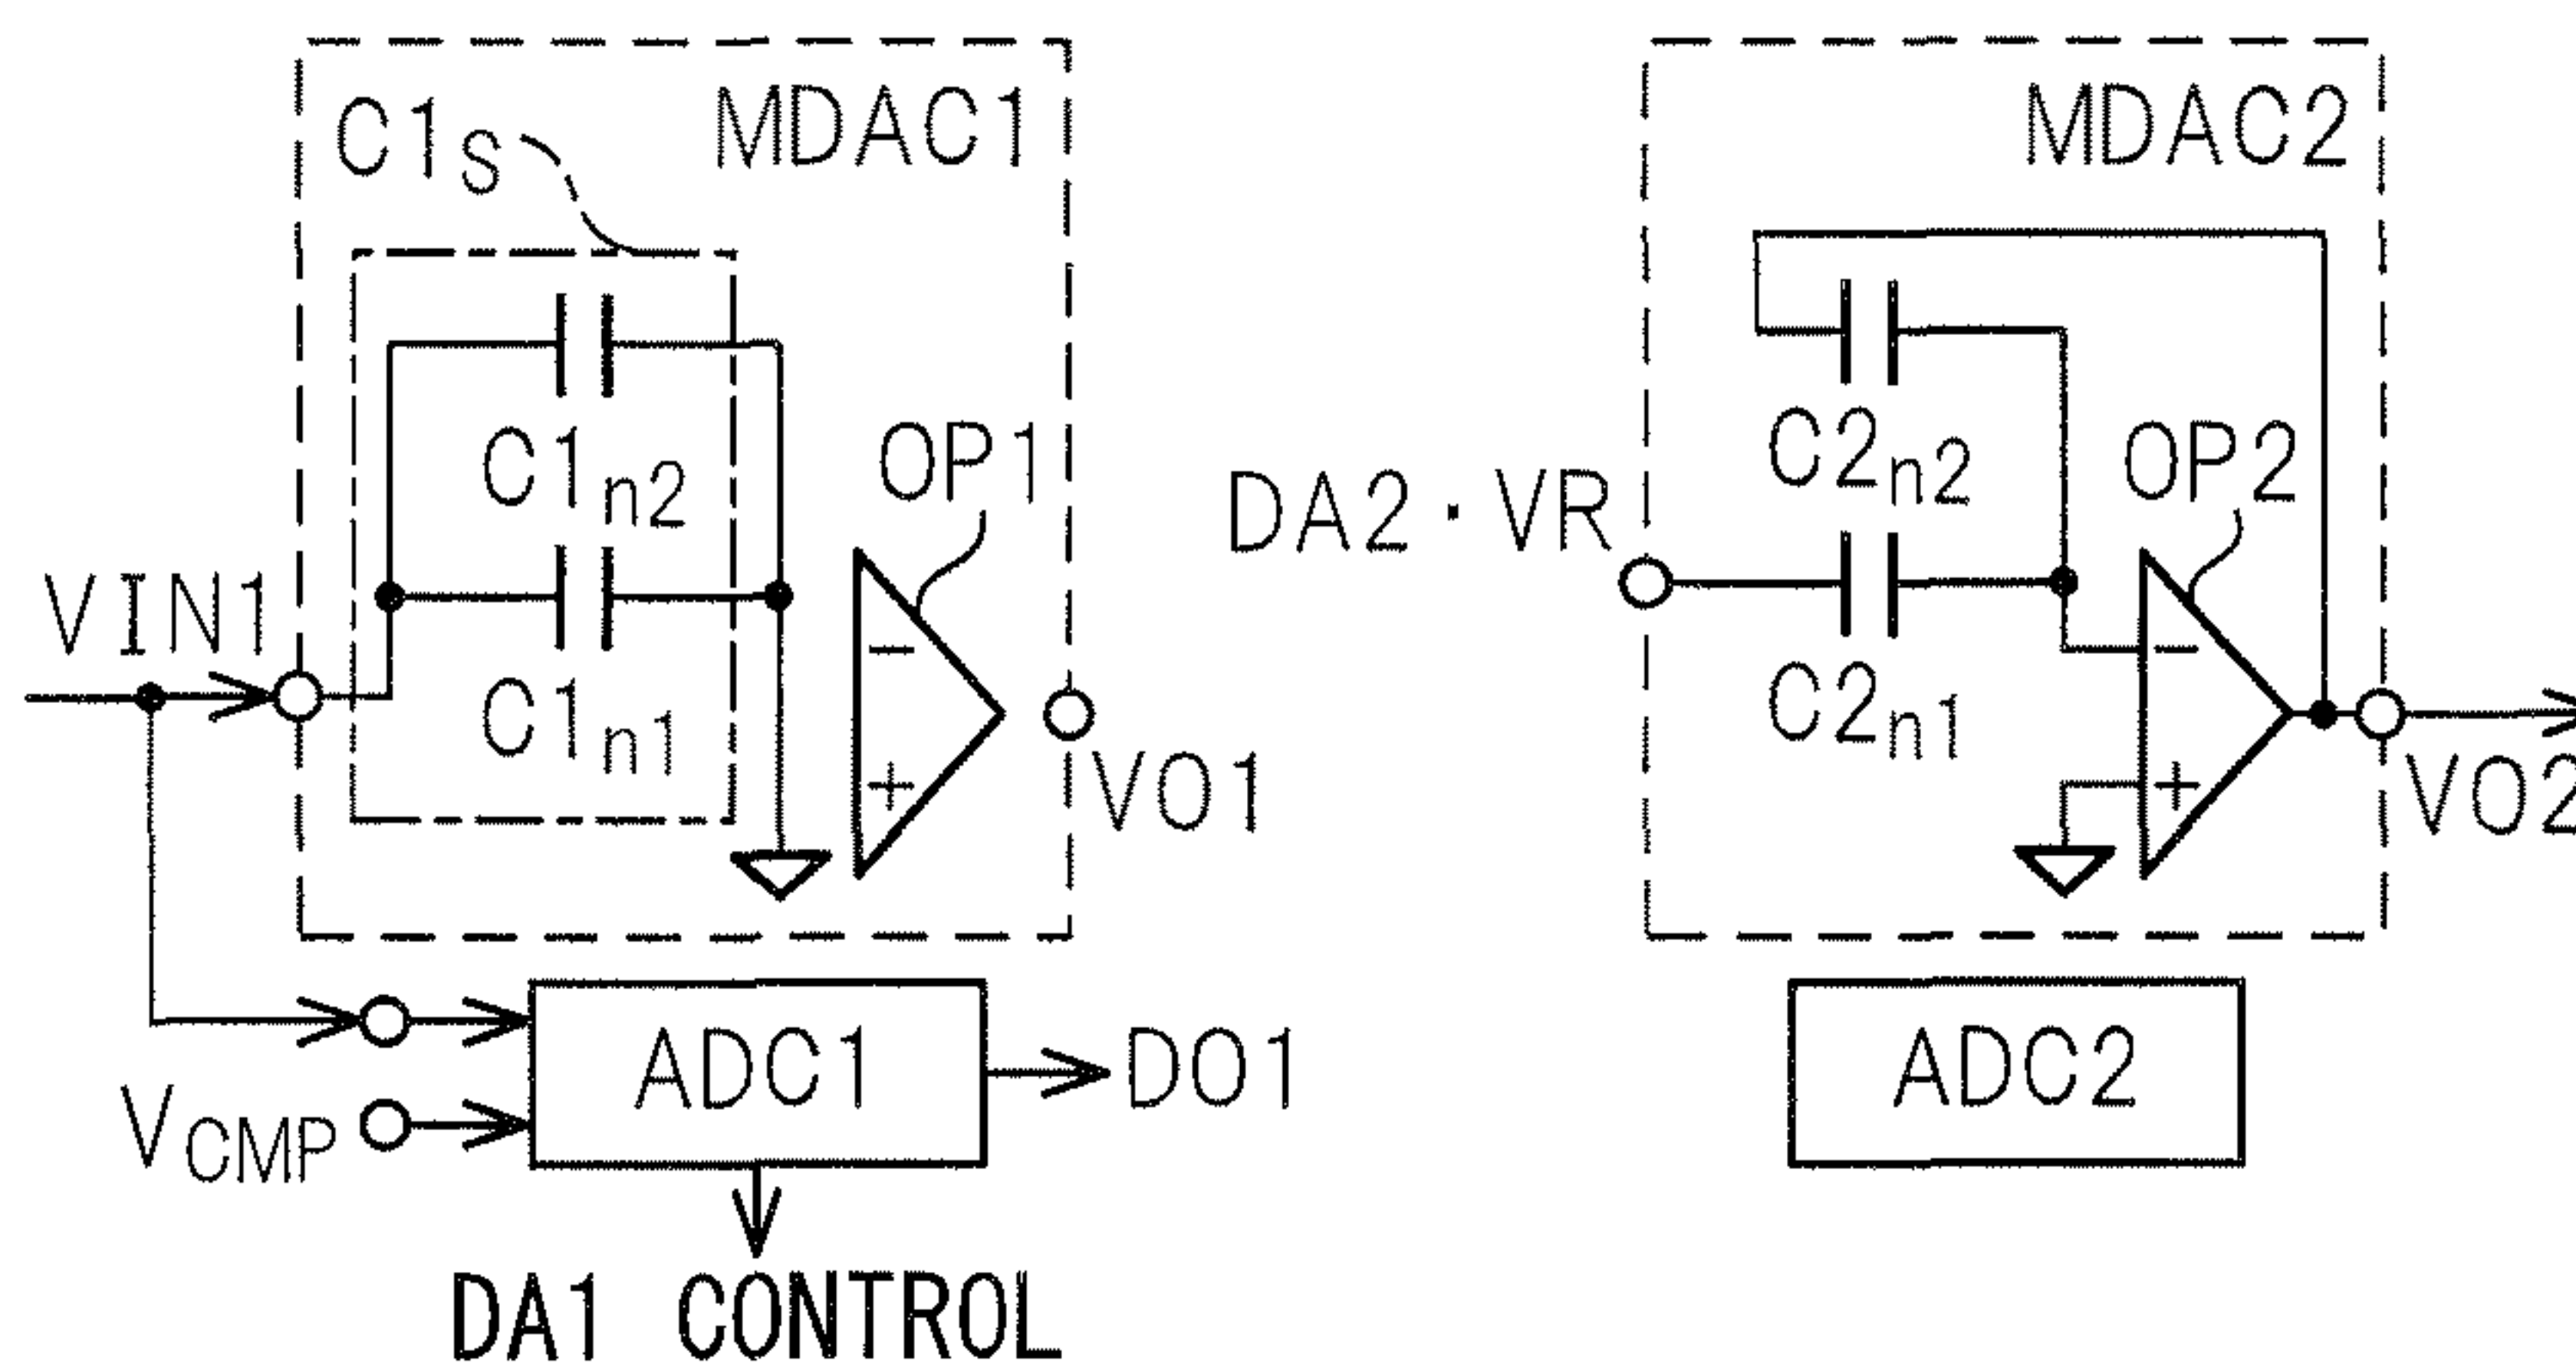 C1S
MDAC1
MDAC2
C1n2
OP1
C2n2
OP2
DA2・VR
VIN1
C1n1
C2n1
−
−
+
+
VO1
VO2
ADC1
DO1
ADC2
VCMP
DA1 CONTROL